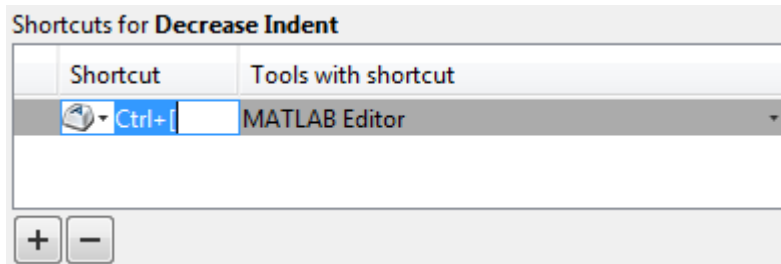 Shortcuts for Decrease Indent
Shortcut Tools with shortcut
Ctrl+[ MATLAB Editor
+ −